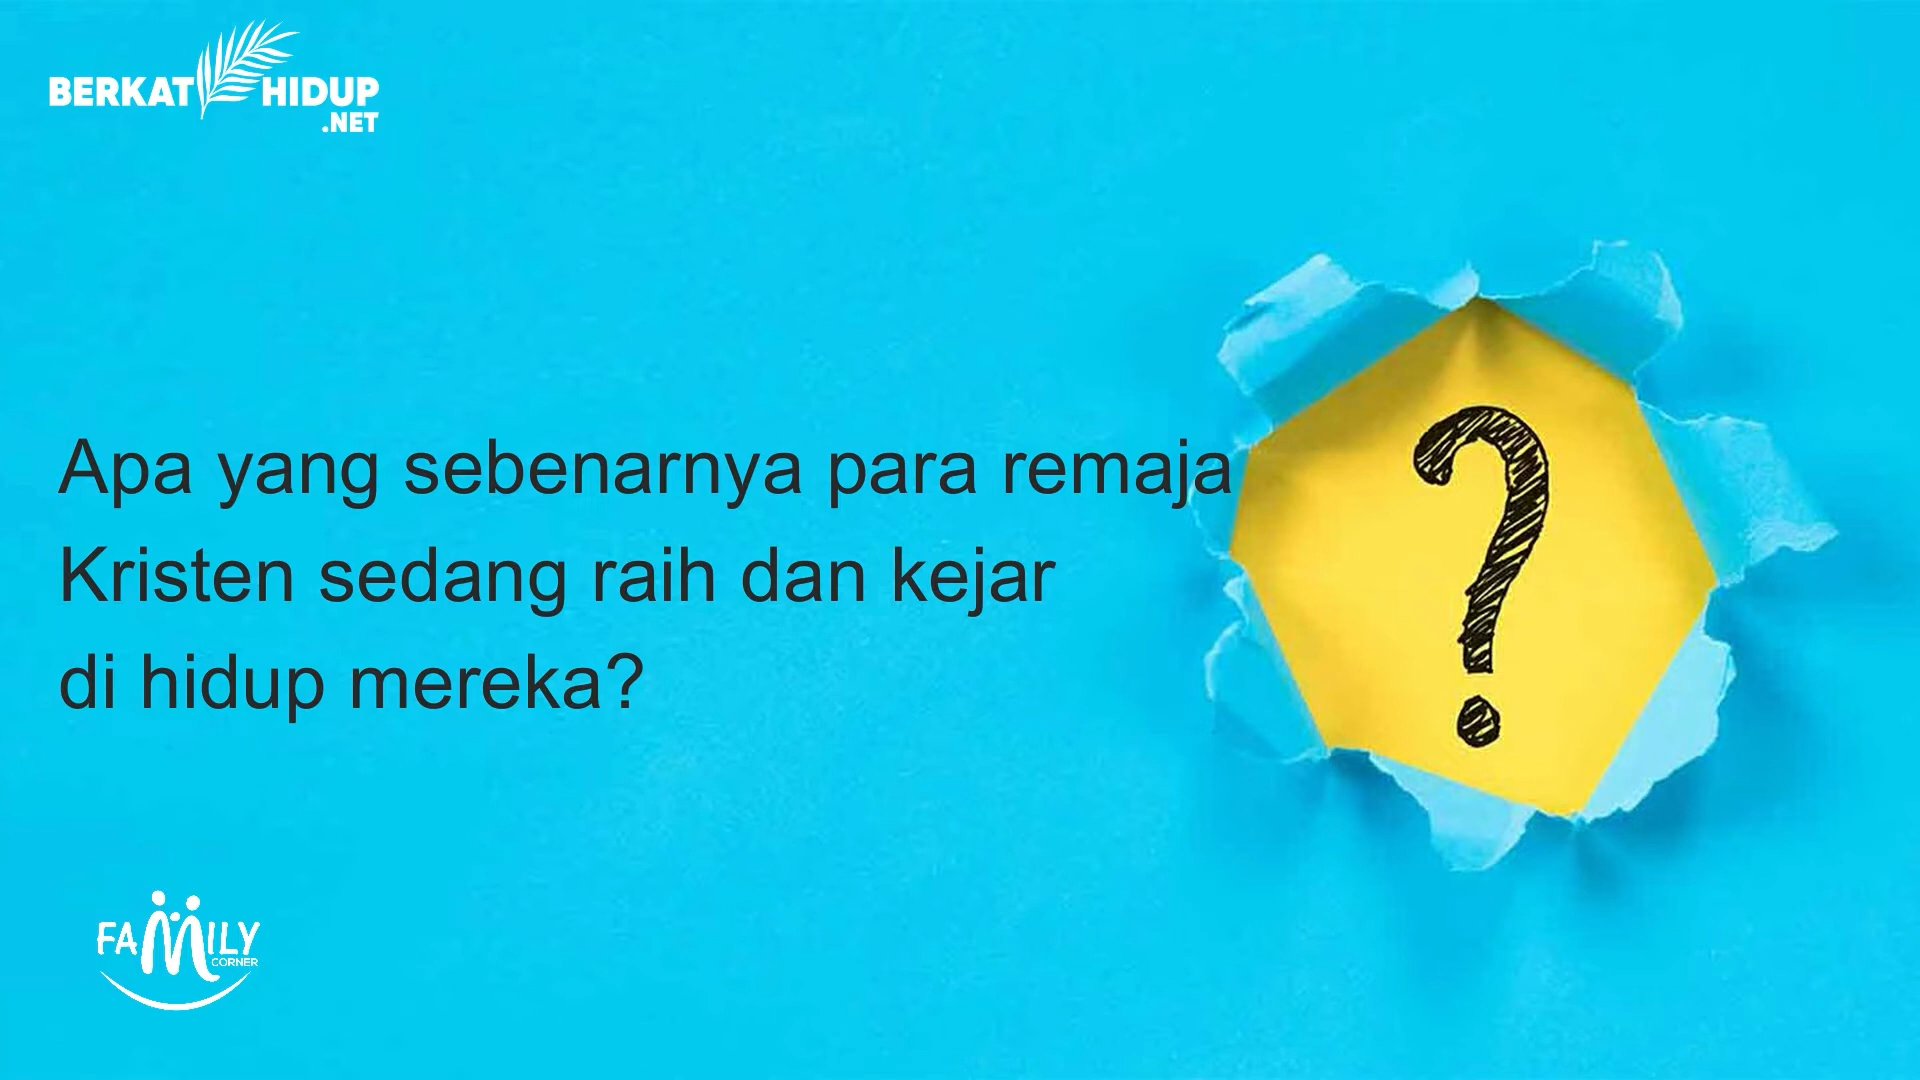 BERKAT HIDUP
.NET
Apa yang sebenarnya para remaja
Kristen sedang raih dan kejar
di hidup mereka?
?
FAMILY
CORNER